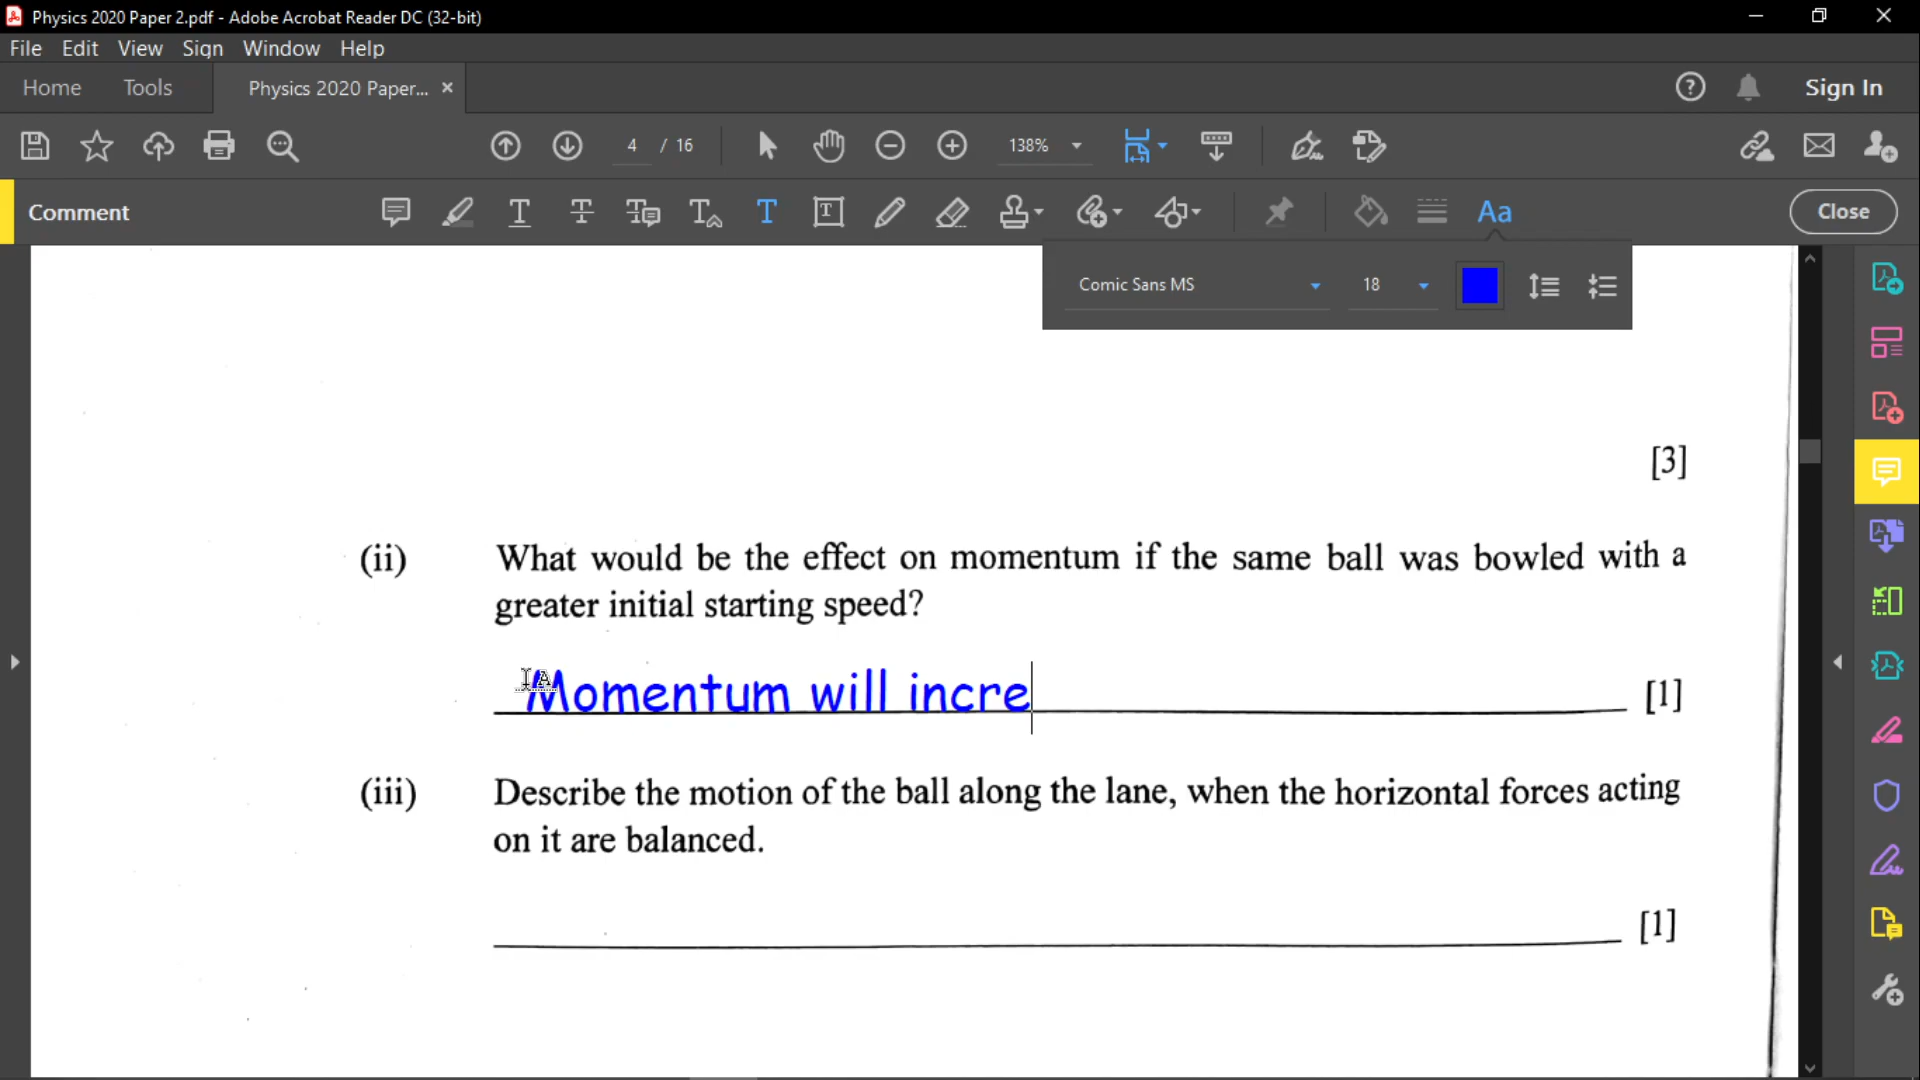 Physics 2020 Paper 2.pdf - Adobe Acrobat Reader DC (32-bit)
File Edit View Sign Window Help
Home Tools Physics 2020 Paper... × Sign In
4 / 16 138%
Comment Close
Comic Sans MS 18
[3]
(ii) What would be the effect on momentum if the same ball was bowled with a
greater initial starting speed?
Momentum will incre [1]
(iii) Describe the motion of the ball along the lane, when the horizontal forces acting
on it are balanced.
[1]